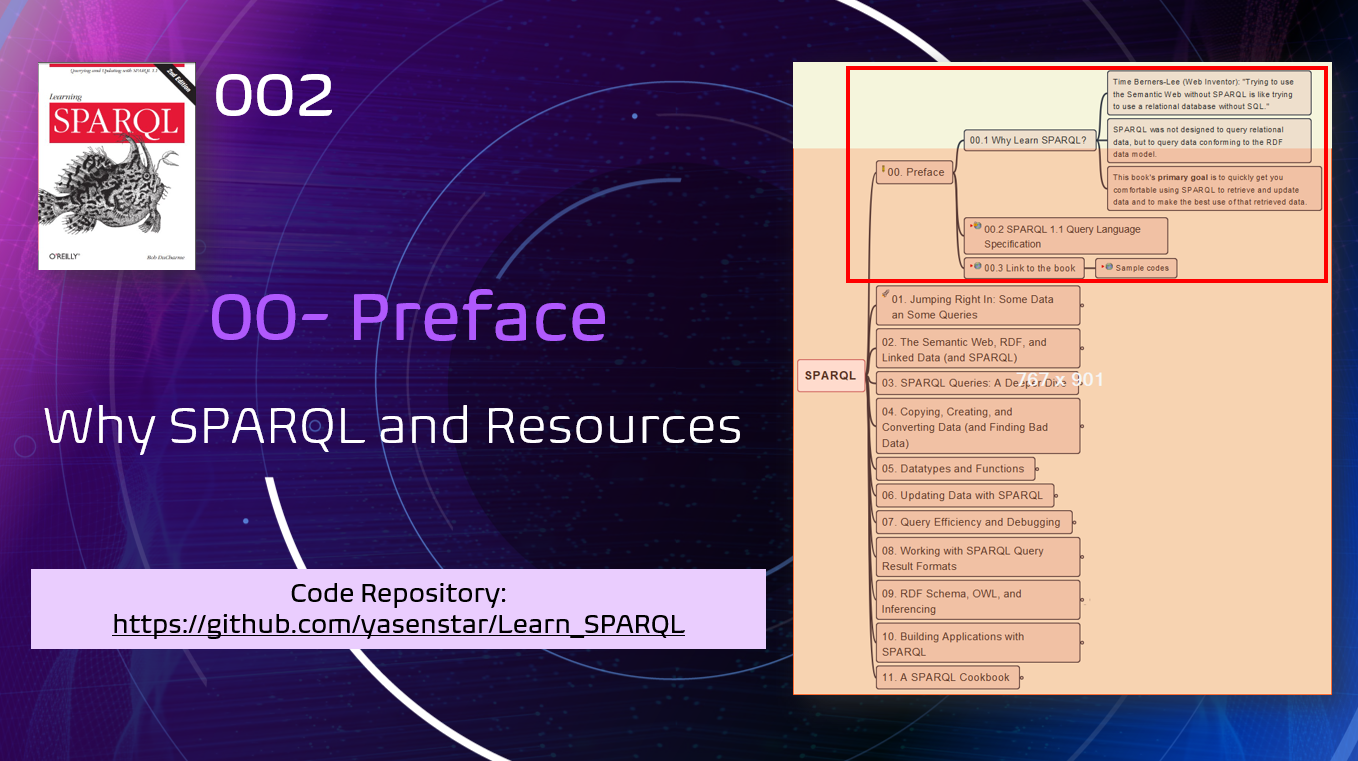 Querying and Updating with SPARQL 1.1
2nd Edition
Learning
SPARQL
O'REILLY®
Bob DuCharme
002
00- Preface
Why SPARQL and Resources
Code Repository:
https://github.com/yasenstar/Learn_SPARQL
SPARQL
00. Preface
00.1 Why Learn SPARQL?
Time Berners-Lee (Web Inventor): "Trying to use
the Semantic Web without SPARQL is like trying
to use a relational database without SQL."
SPARQL was not designed to query relational
data, but to query data conforming to the RDF
data model.
This book's primary goal is to quickly get you
comfortable using SPARQL to retrieve and update
data and to make the best use of that retrieved data.
00.2 SPARQL 1.1 Query Language
Specification
00.3 Link to the book
Sample codes
01. Jumping Right In: Some Data
an Some Queries
02. The Semantic Web, RDF, and
Linked Data (and SPARQL)
03. SPARQL Queries: A Deeper Dive
767 x 901
04. Copying, Creating, and
Converting Data (and Finding Bad
Data)
05. Datatypes and Functions
06. Updating Data with SPARQL
07. Query Efficiency and Debugging
08. Working with SPARQL Query
Result Formats
09. RDF Schema, OWL, and
Inferencing
10. Building Applications with
SPARQL
11. A SPARQL Cookbook